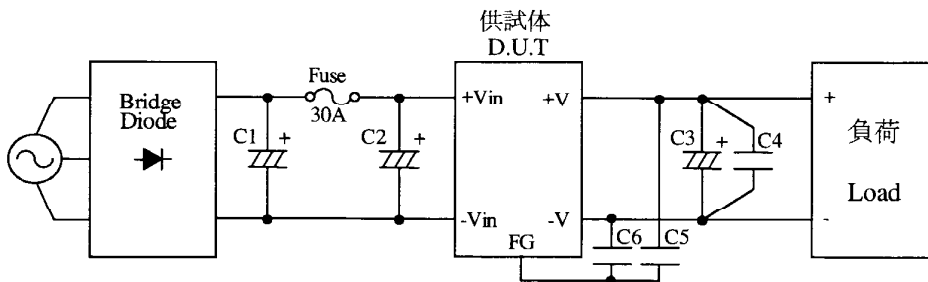 供試体
D.U.T
Bridge
Diode
Fuse
30A
C1
+
C2
+
+Vin
+V
-Vin
-V
FG
C3
+
C4
C6
C5
+
負荷
Load
-